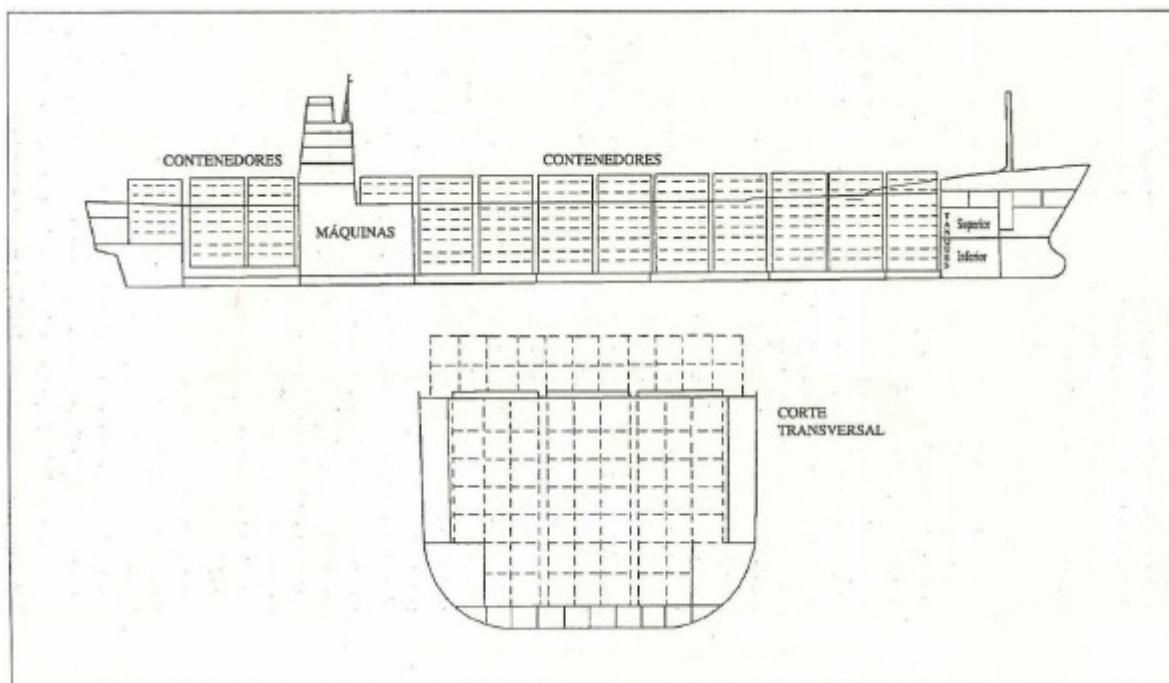 CONTENEDORES
CONTENEDORES
MÁQUINAS
TANQUES
Superior
Inferior
CORTE
TRANSVERSAL